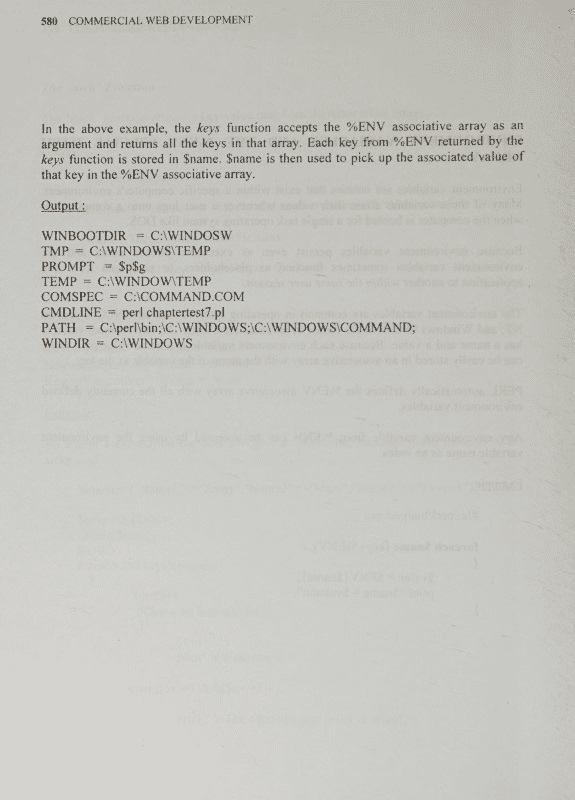 580 COMMERCIAL WEB DEVELOPMENT
In the above example, the keys function accepts the %ENV associative array as an
argument and returns all the keys in that array. Each key from %ENV returned by the
keys function is stored in $name. $name is then used to pick up the associated value of
that key in the %ENV associative array.
Output :
WINBOOTDIR = C:\WINDOSW
TMP = C:\WINDOWS\TEMP
PROMPT = $p$g
TEMP = C:\WINDOW\TEMP
COMSPEC = C:\COMMAND.COM
CMDLINE = perl chaptertest7.pl
PATH = C:\perl\bin;\C:\WINDOWS;\C:\WINDOWS\COMMAND;
WINDIR = C:\WINDOWS